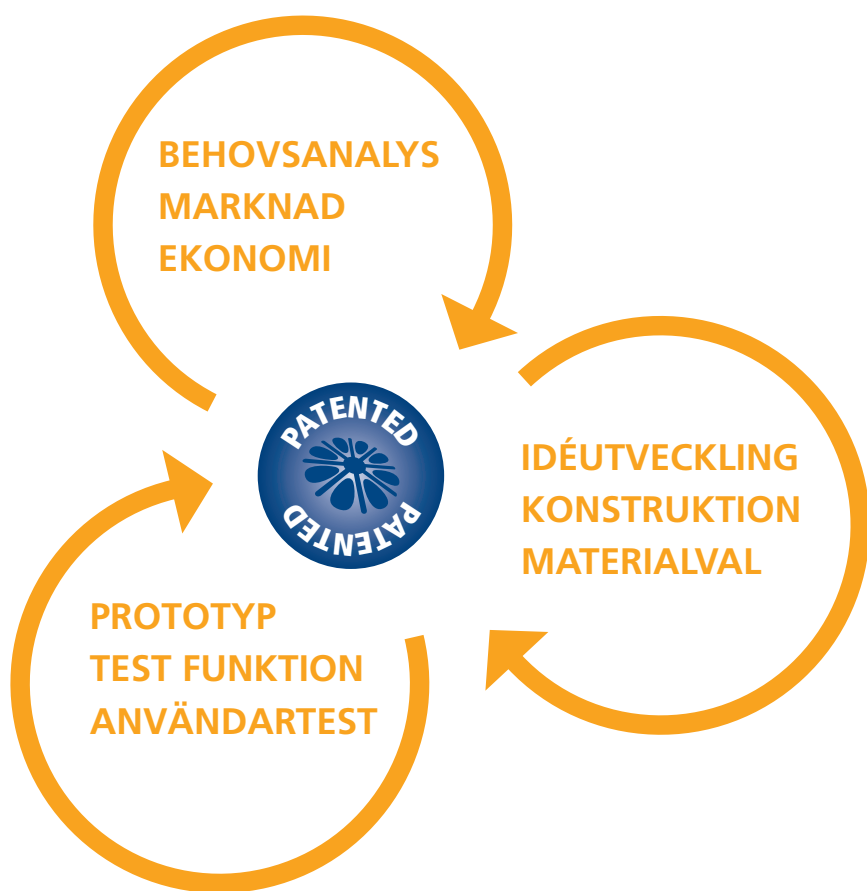 BEHOVSANALYS
MARKNAD
EKONOMI
PATENTED
PATENTED
IDÉUTVECKLING
KONSTRUKTION
MATERIALVAL
PROTOTYP
TEST FUNKTION
ANVÄNDARTEST